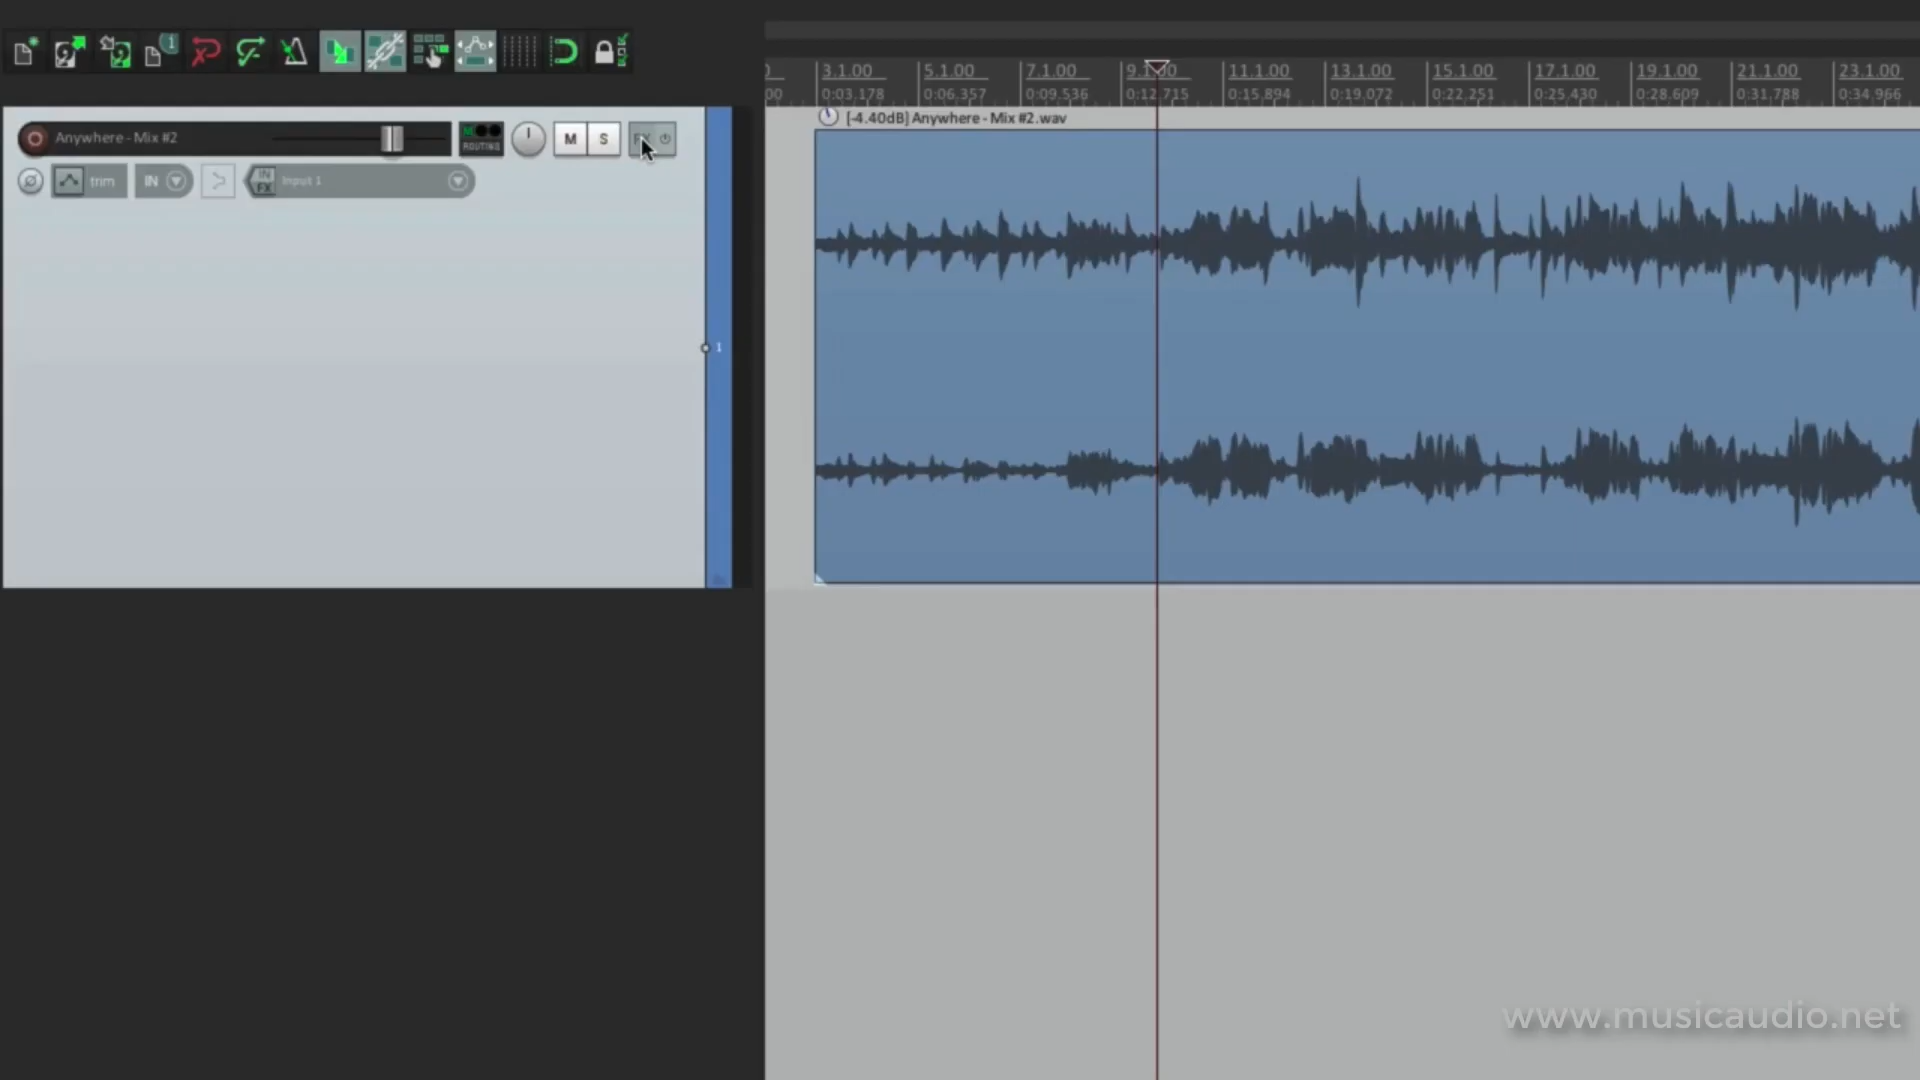 3.1.00 5.1.00 7.1.00 11.1.00 13.1.00 15.1.00 17.1.00 19.1.00 21.1.00 23.1.00
00 0:03.178 0:06.357 0:09.536 0:12.715 0:15.894 0:19.072 0:22.251 0:25.430 0:28.609 0:31.788 0:34.966
[-4.40dB] Anywhere - Mix #2.wav
Anywhere - Mix #2 M ROUTING M S
trim IN IN FX Input 1
1
www.musicaudio.net